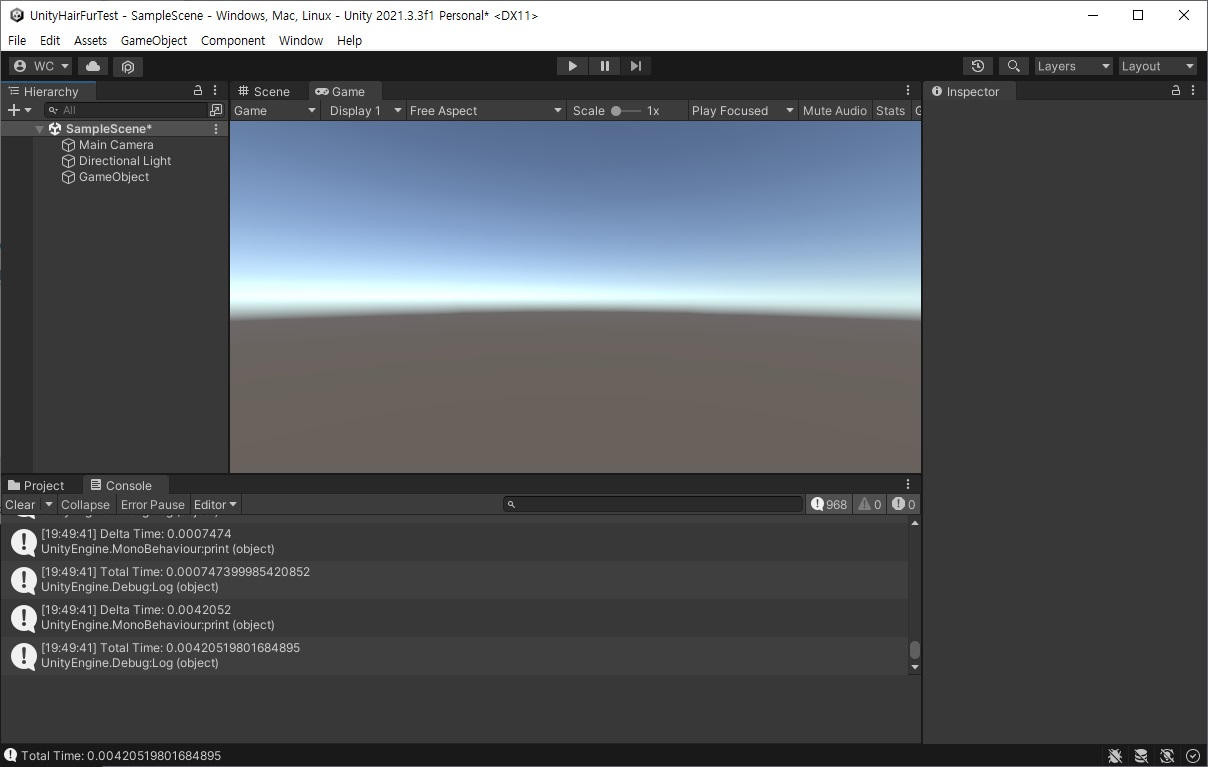 UnityHairFurTest - SampleScene - Windows, Mac, Linux - Unity 2021.3.3f1 Personal* <DX11>
File Edit Assets GameObject Component Window Help
WC Layers Layout
Hierarchy Scene Game Inspector
All Game Display 1 Free Aspect Scale 1x Play Focused Mute Audio Stats
SampleScene*
Main Camera
Directional Light
GameObject
Project Console
Clear Collapse Error Pause Editor 968 0 0
[19:49:41] Delta Time: 0.0007474
UnityEngine.MonoBehaviour:print (object)
[19:49:41] Total Time: 0.000747399985420852
UnityEngine.Debug:Log (object)
[19:49:41] Delta Time: 0.0042052
UnityEngine.MonoBehaviour:print (object)
[19:49:41] Total Time: 0.00420519801684895
UnityEngine.Debug:Log (object)
Total Time: 0.00420519801684895